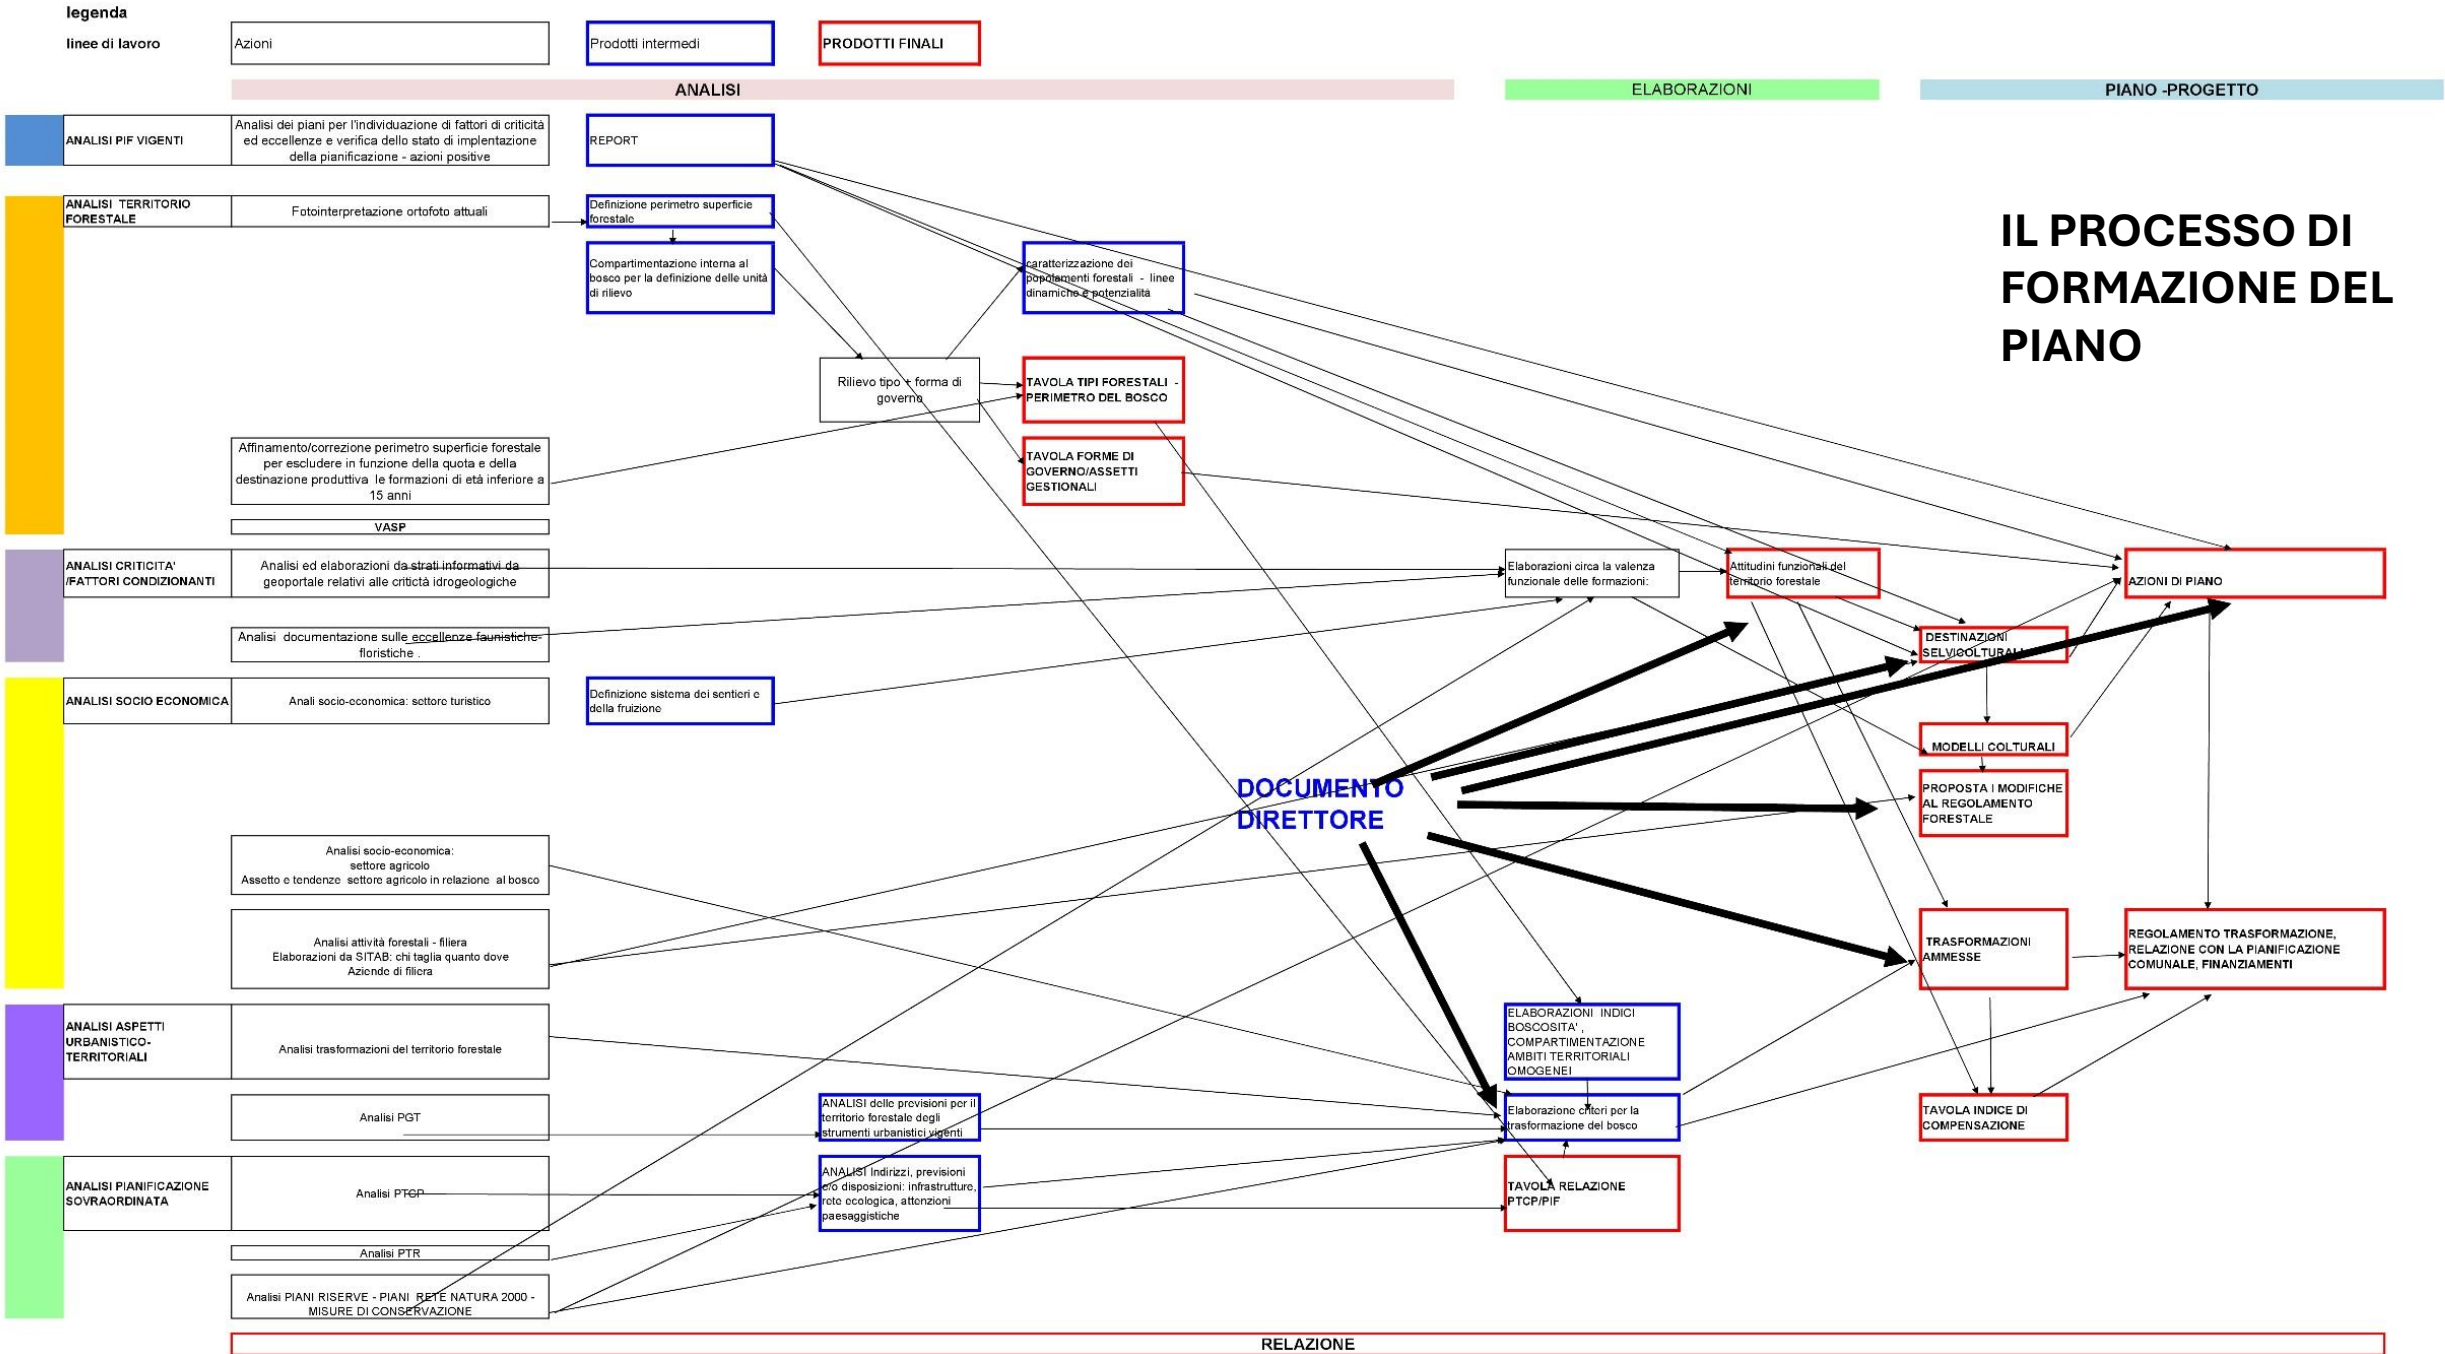 legenda
linee di lavoro
Azioni
Prodotti intermedi
PRODOTTI FINALI
ANALISI
ELABORAZIONI
PIANO -PROGETTO
IL PROCESSO DI
FORMAZIONE DEL
PIANO
ANALISI PIF VIGENTI
Analisi dei piani per l'individuazione di fattori di criticità
ed eccellenze e verifica dello stato di implentazione
della pianificazione - azioni positive
REPORT
ANALISI TERRITORIO
FORESTALE
Fotointerpretazione ortofoto attuali
Definizione perimetro superficie
forestale
Compartimentazione interna al
bosco per la definizione delle unità
di rilievo
caratterizzazione dei
popolamenti forestali - linee
dinamiche e potenzialità
Rilievo tipo + forma di
governo
TAVOLA TIPI FORESTALI -
PERIMETRO DEL BOSCO
Affinamento/correzione perimetro superficie forestale
per escludere in funzione della quota e della
destinazione produttiva le formazioni di età inferiore a
15 anni
TAVOLA FORME DI
GOVERNO/ASSETTI
GESTIONALI
VASP
ANALISI CRITICITA'
/FATTORI CONDIZIONANTI
Analisi ed elaborazioni da strati informativi da
geoportale relativi alle critictà idrogeologiche
Elaborazioni circa la valenza
funzionale delle formazioni:
Attitudini funzionali del
territorio forestale
AZIONI DI PIANO
Analisi documentazione sulle eccellenze faunistiche-
floristiche .
DESTINAZIONI
SELVICOLTURALI
ANALISI SOCIO ECONOMICA
Anali socio-economica: settore turistico
Definizione sistema dei sentieri e
della fruizione
MODELLI COLTURALI
DOCUMENTO
DIRETTORE
PROPOSTA I MODIFICHE
AL REGOLAMENTO
FORESTALE
Analisi socio-economica:
settore agricolo
Assetto e tendenze settore agricolo in relazione al bosco
Analisi attività forestali - filiera
Elaborazioni da SITAB: chi taglia quanto dove
Aziende di filiera
TRASFORMAZIONI
AMMESSE
REGOLAMENTO TRASFORMAZIONE,
RELAZIONE CON LA PIANIFICAZIONE
COMUNALE, FINANZIAMENTI
ANALISI ASPETTI
URBANISTICO-
TERRITORIALI
Analisi trasformazioni del territorio forestale
ELABORAZIONI INDICI
BOSCOSITA' ,
COMPARTIMENTAZIONE
AMBITI TERRITORIALI
OMOGENEI
Analisi PGT
ANALISI delle previsioni per il
territorio forestale degli
strumenti urbanistici vigenti
Elaborazione criteri per la
trasformazione del bosco
TAVOLA INDICE DI
COMPENSAZIONE
ANALISI PIANIFICAZIONE
SOVRAORDINATA
Analisi PTCP
ANALISI Indirizzi, previsioni
e/o disposizioni: infrastrutture,
rete ecologica, attenzioni
paesaggistiche
TAVOLA RELAZIONE
PTCP/PIF
Analisi PTR
Analisi PIANI RISERVE - PIANI RETE NATURA 2000 -
MISURE DI CONSERVAZIONE
RELAZIONE